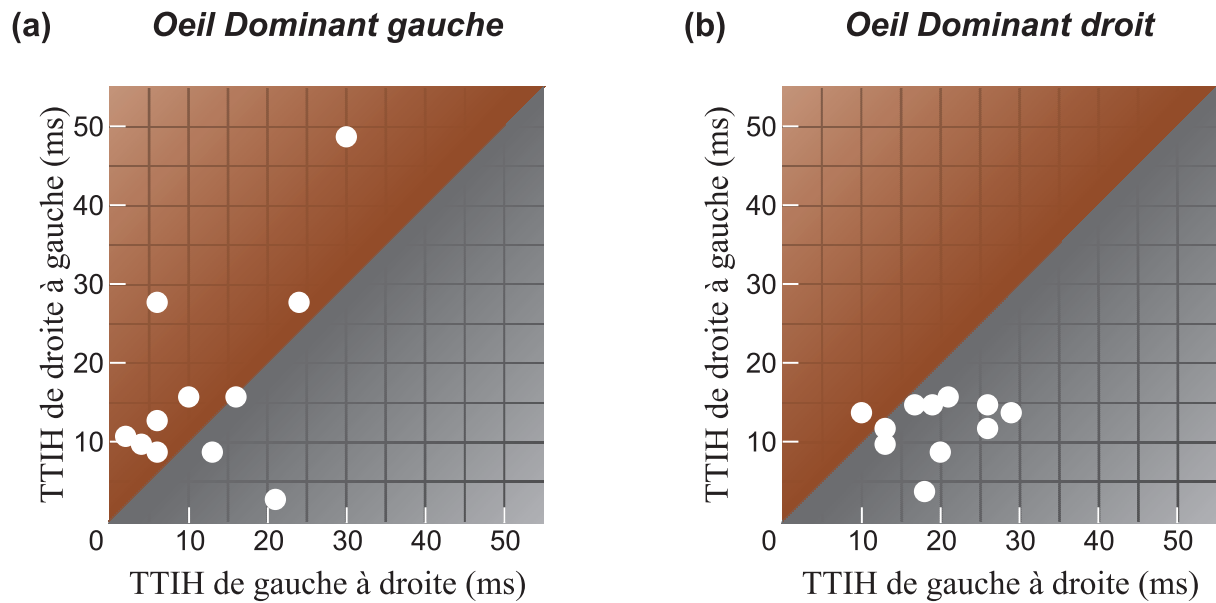 (a) Oeil Dominant gauche
TTIH de droite à gauche (ms)
50
40
30
20
10
0 10 20 30 40 50
TTIH de gauche à droite (ms)
(b) Oeil Dominant droit
TTIH de droite à gauche (ms)
50
40
30
20
10
0 10 20 30 40 50
TTIH de gauche à droite (ms)